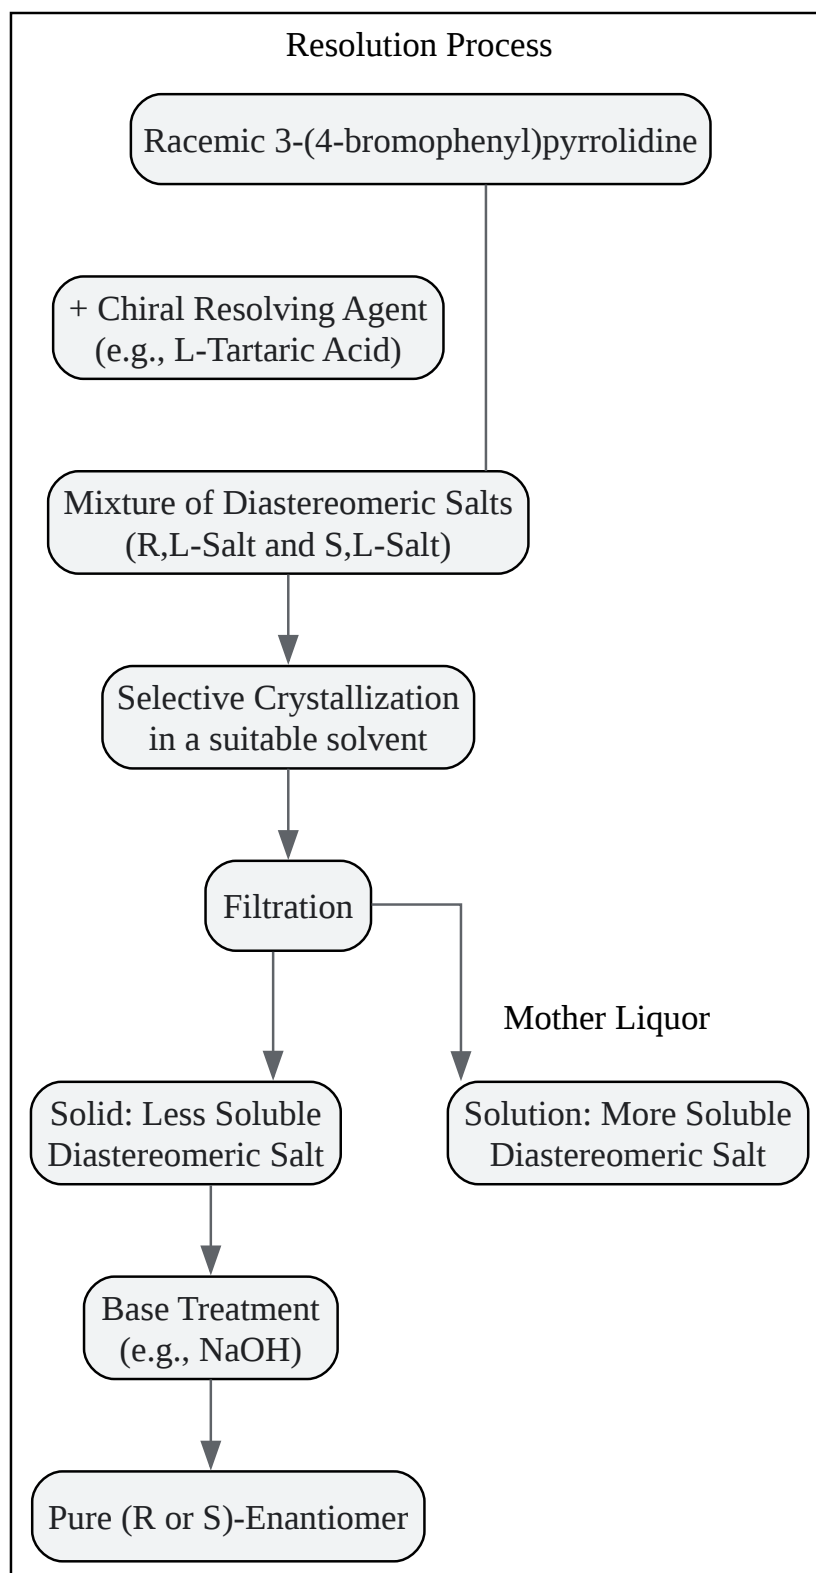 Resolution Process
Racemic 3-(4-bromophenyl)pyrrolidine
+ Chiral Resolving Agent
(e.g., L-Tartaric Acid)
Mixture of Diastereomeric Salts
(R,L-Salt and S,L-Salt)
Selective Crystallization
in a suitable solvent
Filtration
Mother Liquor
Solid: Less Soluble
Diastereomeric Salt
Solution: More Soluble
Diastereomeric Salt
Base Treatment
(e.g., NaOH)
Pure (R or S)-Enantiomer